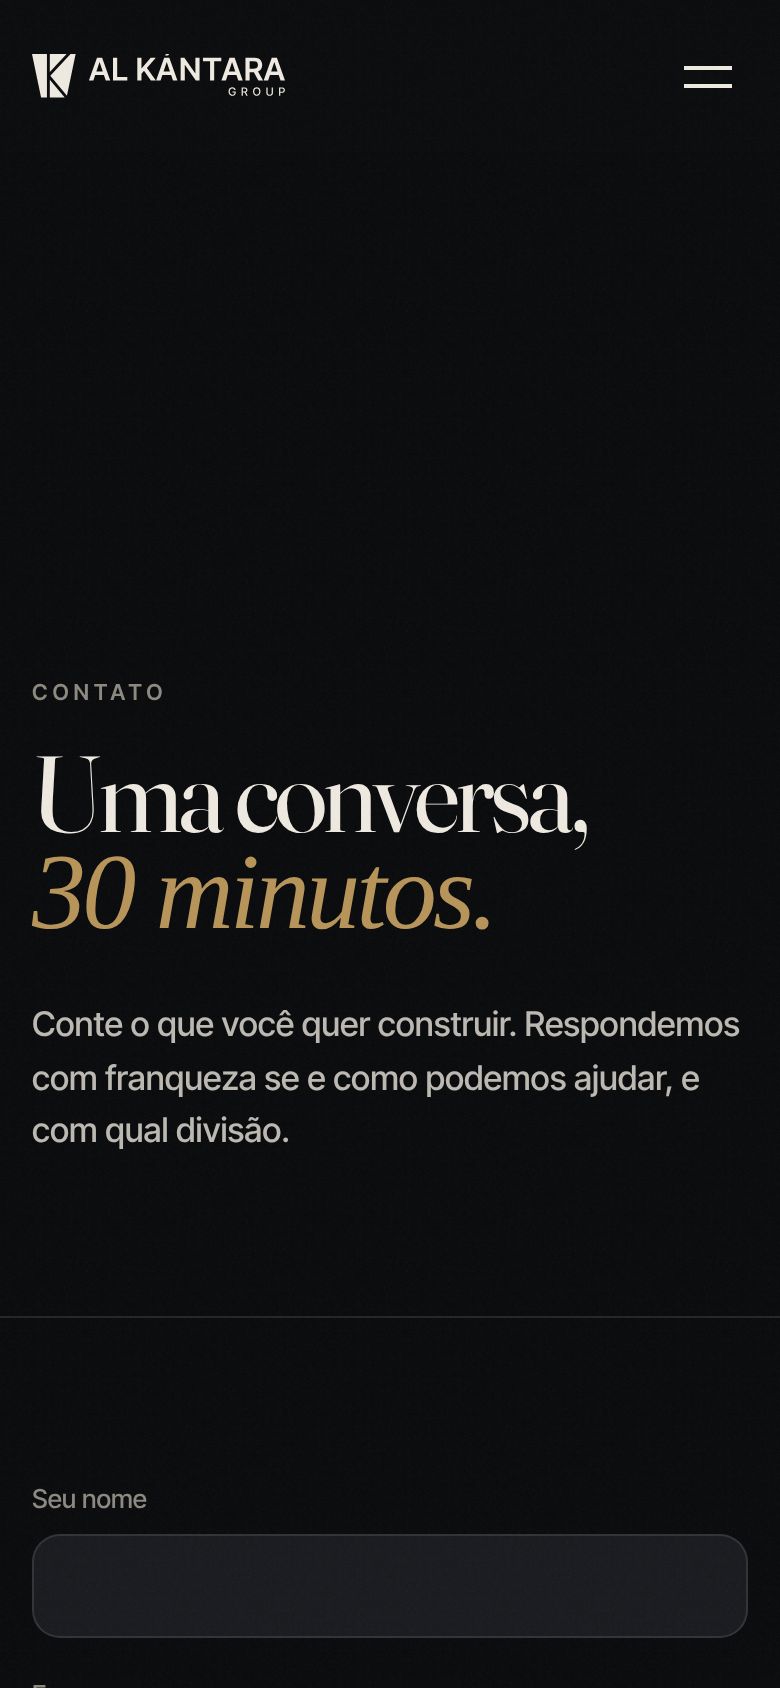 AL KÁNTARA
GROUP
CONTATO
Uma conversa,
30 minutos.
Conte o que você quer construir. Respondemos
com franqueza se e como podemos ajudar, e
com qual divisão.
Seu nome